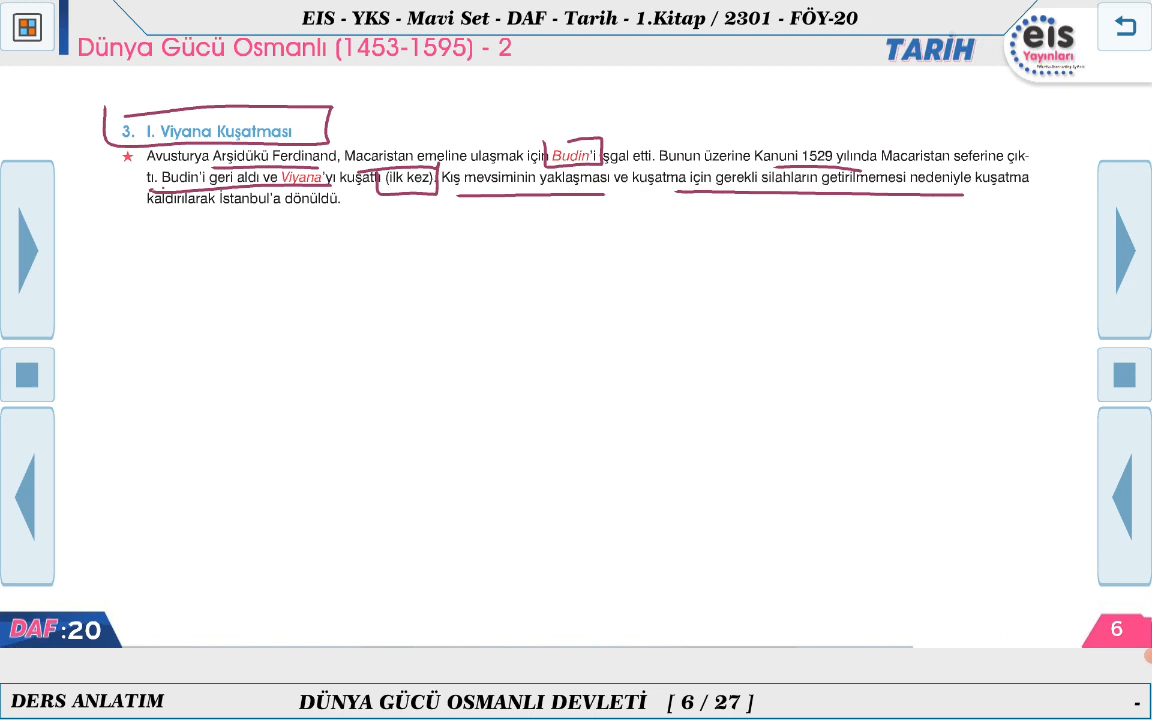 EIS - YKS - Mavi Set - DAF - Tarih - 1.Kitap / 2301 - FÖY-20
Dünya Gücü Osmanlı (1453-1595) - 2
TARİH
eis
Yayınları
3. I. Viyana Kuşatması
★ Avusturya Arşidükü Ferdinand, Macaristan emeline ulaşmak için Budin'i işgal etti. Bunun üzerine Kanuni 1529 yılında Macaristan seferine çık-
tı. Budin'i geri aldı ve Viyana'yı kuşattı (ilk kez). Kış mevsiminin yaklaşması ve kuşatma için gerekli silahların getirilmemesi nedeniyle kuşatma
kaldırılarak İstanbul'a dönüldü.
DAF :20
6
DERS ANLATIM
DÜNYA GÜCÜ OSMANLI DEVLETİ [ 6 / 27 ]
-